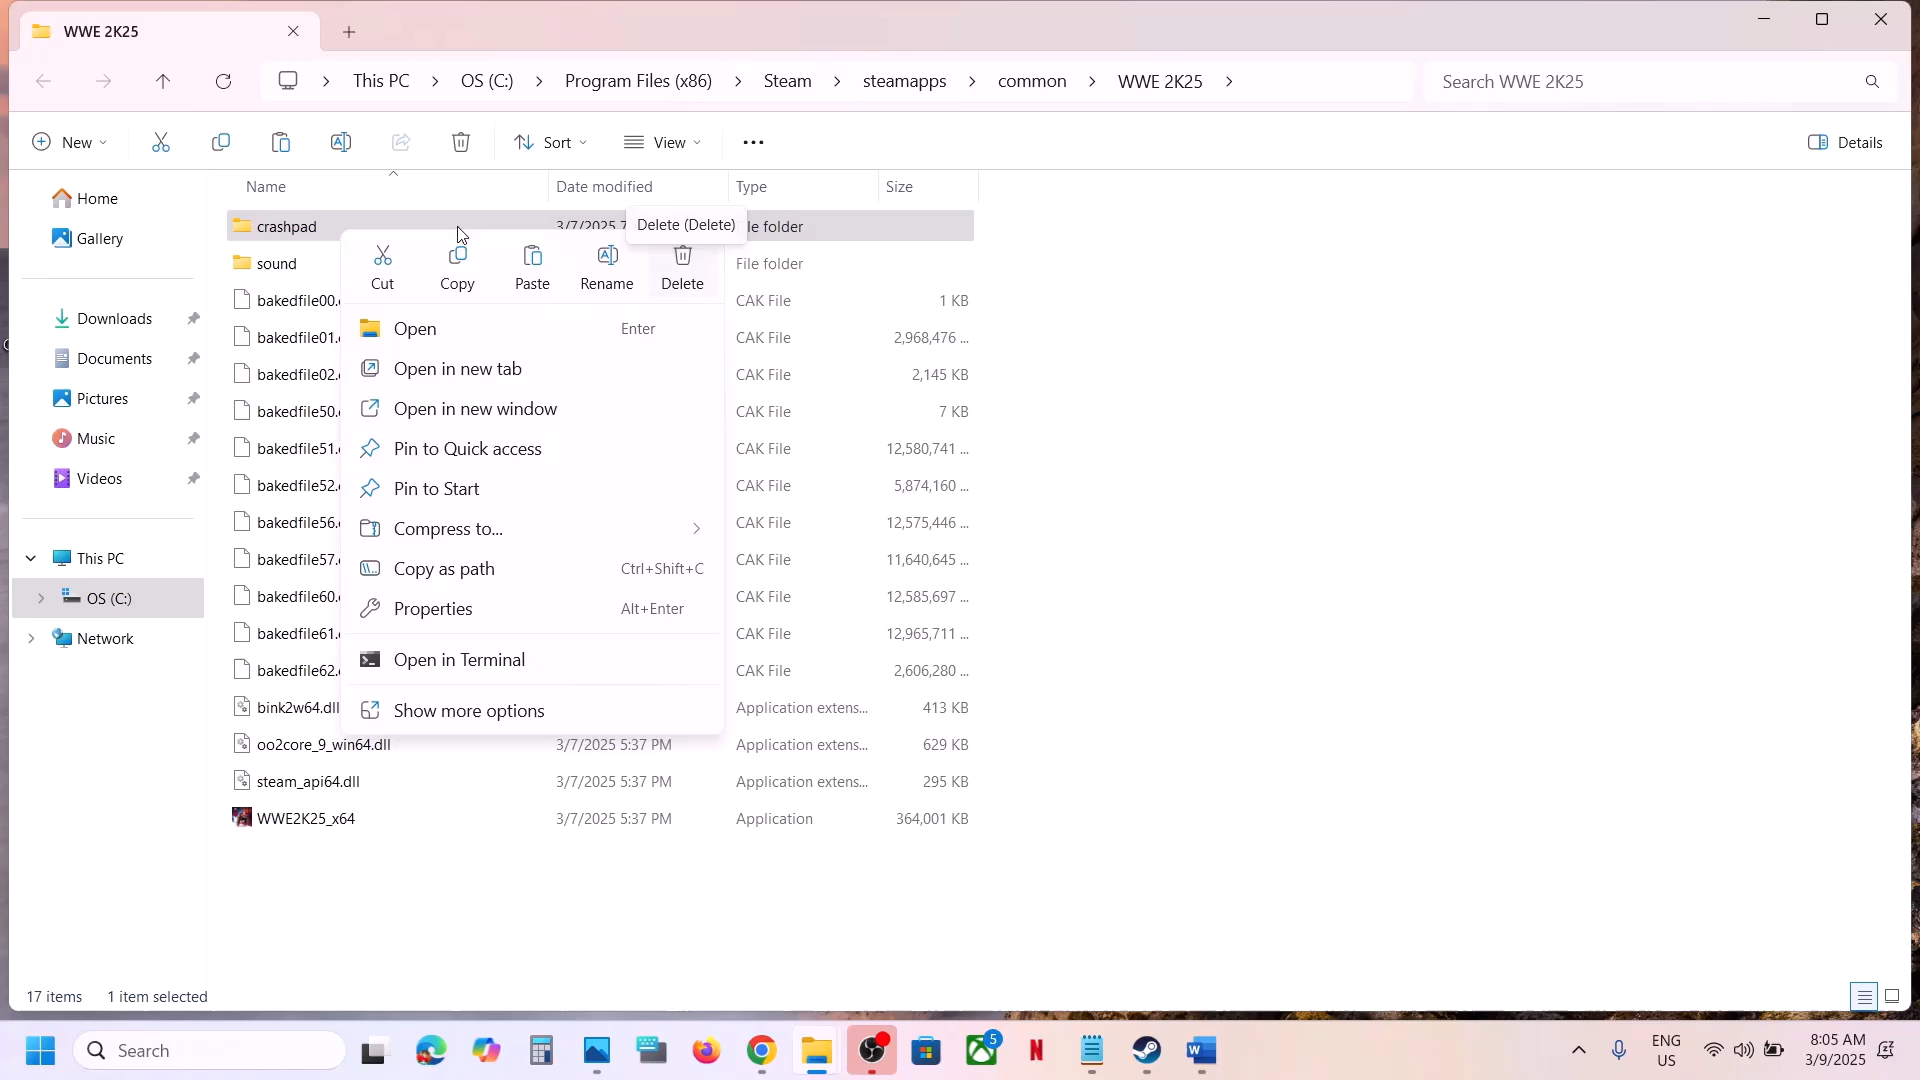 WWE 2K25
This PC > OS (C:) > Program Files (x86) > Steam > steamapps > common > WWE 2K25 >
Search WWE 2K25
New
Sort
View
Details
Name
Date modified
Type
Size
Home
Gallery
Downloads
Documents
Pictures
Music
Videos
This PC
OS (C:)
Network
crashpad 3/7/2025 7
le folder
Delete (Delete)
sound File folder
bakedfile00. CAK File 1 KB
bakedfile01. CAK File 2,968,476 ...
bakedfile02. CAK File 2,145 KB
bakedfile50. CAK File 7 KB
bakedfile51. CAK File 12,580,741 ...
bakedfile52. CAK File 5,874,160 ...
bakedfile56. CAK File 12,575,446 ...
bakedfile57. CAK File 11,640,645 ...
bakedfile60. CAK File 12,585,697 ...
bakedfile61. CAK File 12,965,711 ...
bakedfile62. CAK File 2,606,280 ...
bink2w64.dll Application extens... 413 KB
oo2core_9_win64.dll 3/7/2025 5:37 PM Application extens... 629 KB
steam_api64.dll 3/7/2025 5:37 PM Application extens... 295 KB
WWE2K25_x64 3/7/2025 5:37 PM Application 364,001 KB
Cut
Copy
Paste
Rename
Delete
Open Enter
Open in new tab
Open in new window
Pin to Quick access
Pin to Start
Compress to...
Copy as path Ctrl+Shift+C
Properties Alt+Enter
Open in Terminal
Show more options
17 items 1 item selected
Search
5
ENG
US
8:05 AM
3/9/2025